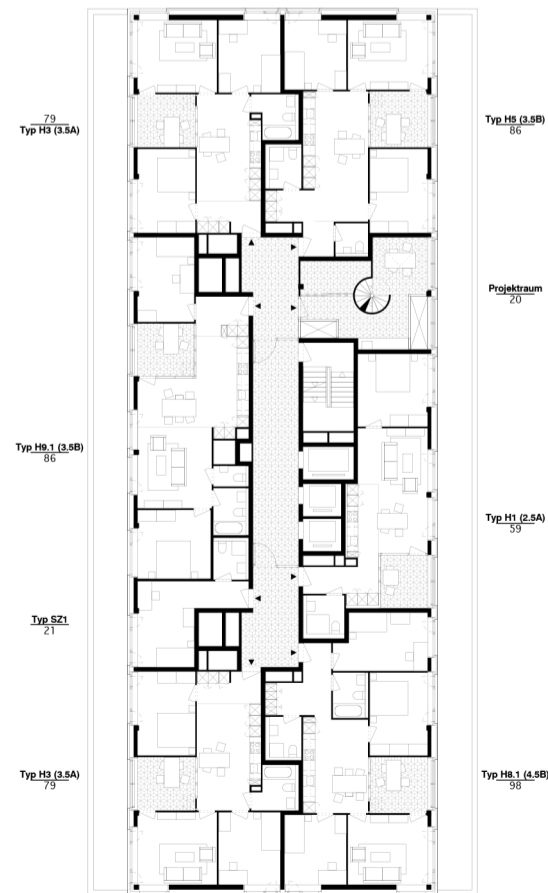 79
Typ H3 (3.5A)
Typ H5 (3.5B)
86
Projektraum
20
Typ H9.1 (3.5B)
86
Typ H1 (2.5A)
59
Typ SZ1
21
Typ H3 (3.5A)
79
Typ H8.1 (4.5B)
98